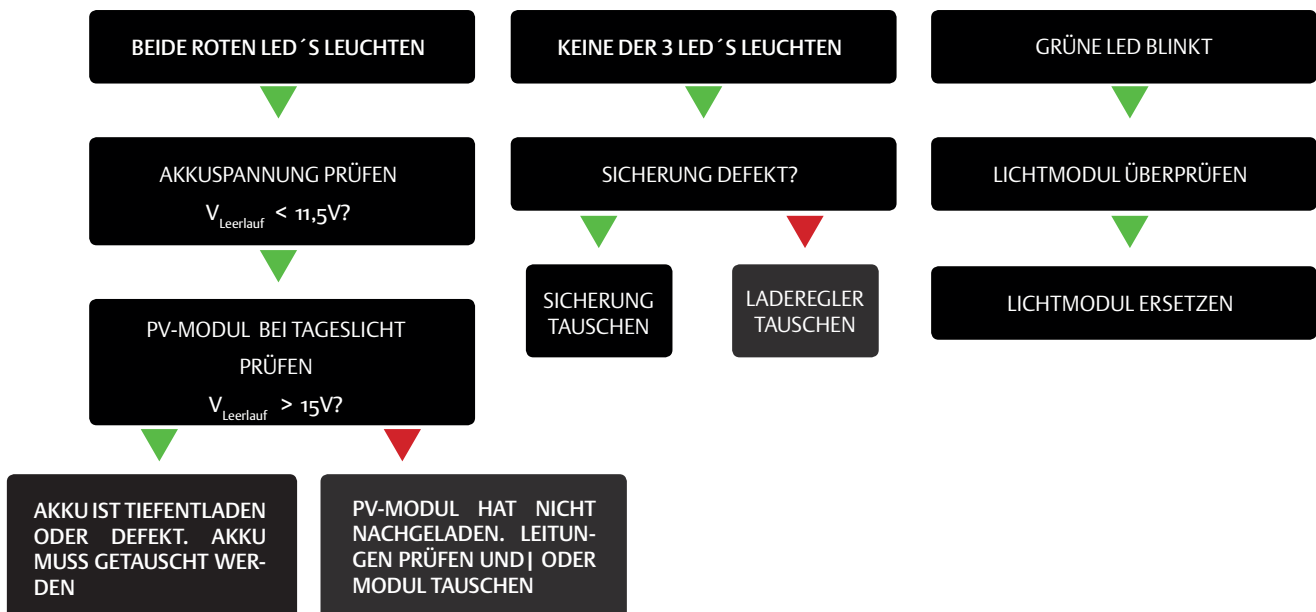 BEIDE ROTEN LED´S LEUCHTEN
AKKUSPANNUNG PRÜFEN
V Leerlauf < 11,5V?
PV-MODUL BEI TAGESLICHT
PRÜFEN
V Leerlauf > 15V?
AKKU IST TIEFENTLADEN
ODER DEFEKT. AKKU
MUSS GETAUSCHT WER-
DEN
PV-MODUL HAT NICHT
NACHGELADEN. LEITUN-
GEN PRÜFEN UND| ODER
MODUL TAUSCHEN
KEINE DER 3 LED´S LEUCHTEN
SICHERUNG DEFEKT?
SICHERUNG
TAUSCHEN
LADEREGLER
TAUSCHEN
GRÜNE LED BLINKT
LICHTMODUL ÜBERPRÜFEN
LICHTMODUL ERSETZEN